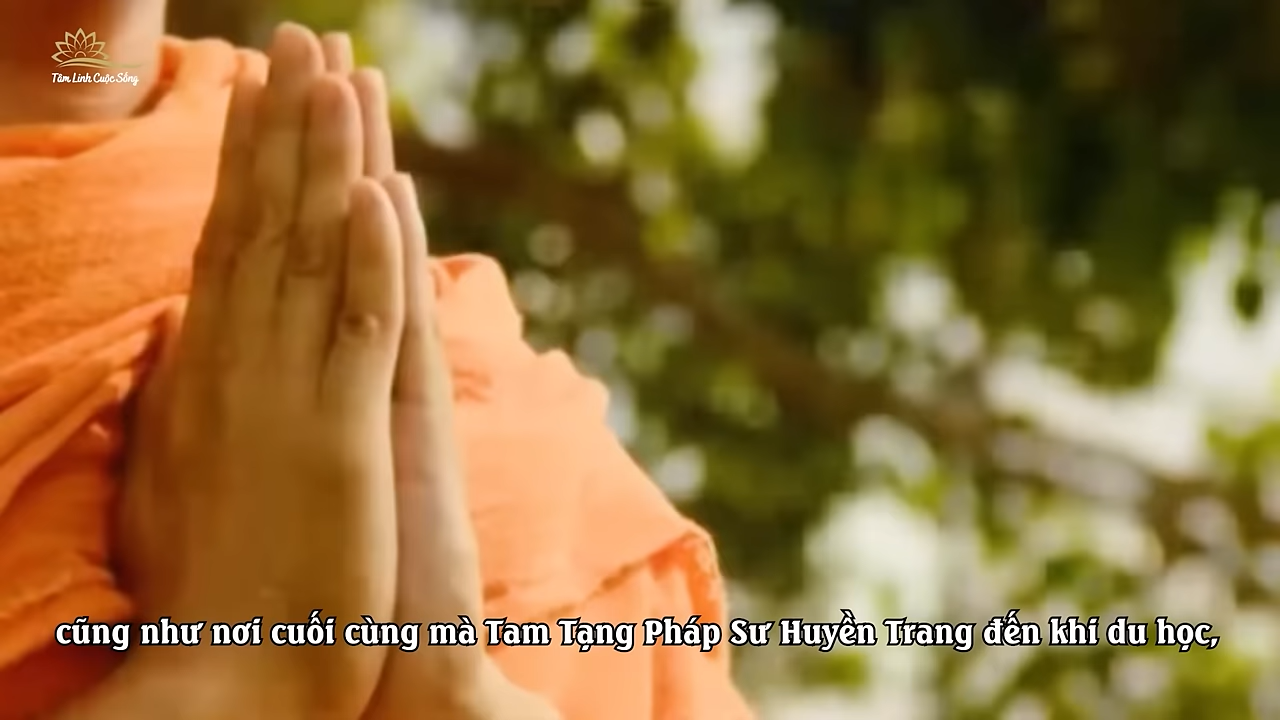 Tâm Linh Cuộc Sống
cũng như nơi cuối cùng mà Tam Tạng Pháp Sư Huyền Trang đến khi du học,